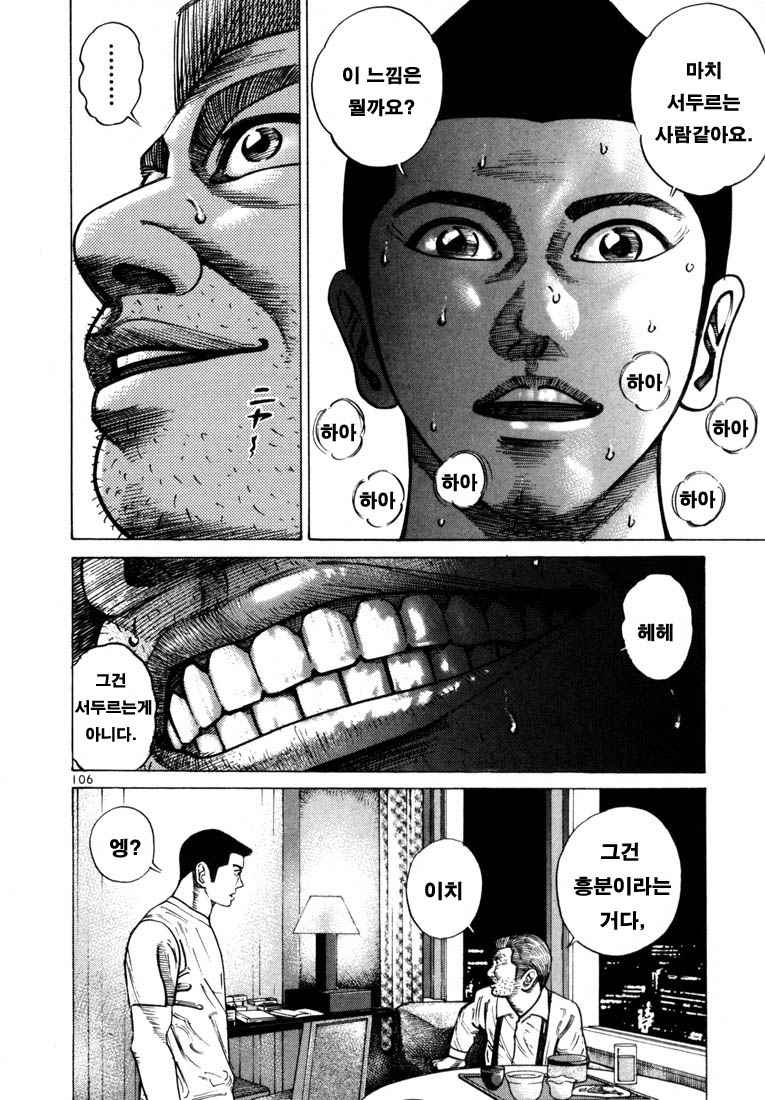 마치
서두르는
사람같아요.
이 느낌은
뭘까요?
하아
하아
하아
하아
하아
하아
………
ニャ〜
헤헤
그건
서두르는게
아니다.
106
그건
흥분이라는
거다,
이치
엥?